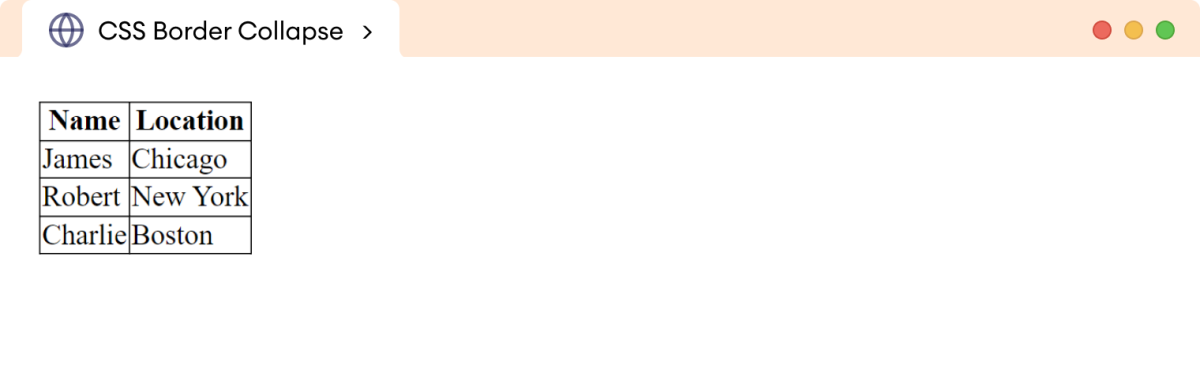 CSS Border Collapse >
Name Location
James Chicago
Robert New York
Charlie Boston